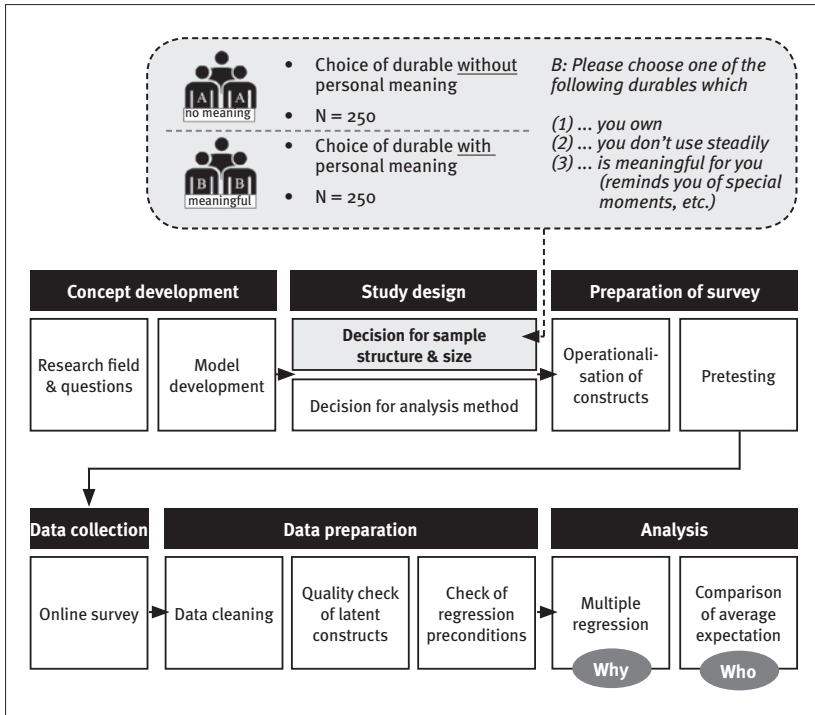 A A
no meaning
• Choice of durable without
personal meaning
• N = 250
B B
meaningful
• Choice of durable with
personal meaning
• N = 250
B: Please choose one of the
following durables which
(1) ... you own
(2) ... you don't use steadily
(3) ... is meaningful for you
(reminds you of special
moments, etc.)
Concept development
Study design
Preparation of survey
Research field
& questions
Model
development
Decision for sample
structure & size
Decision for analysis method
Operationali-
sation of
constructs
Pretesting
Data collection
Data preparation
Analysis
Online survey
Data cleaning
Quality check
of latent
constructs
Check of
regression
preconditions
Multiple
regression
Why
Comparison
of average
expectation
Who